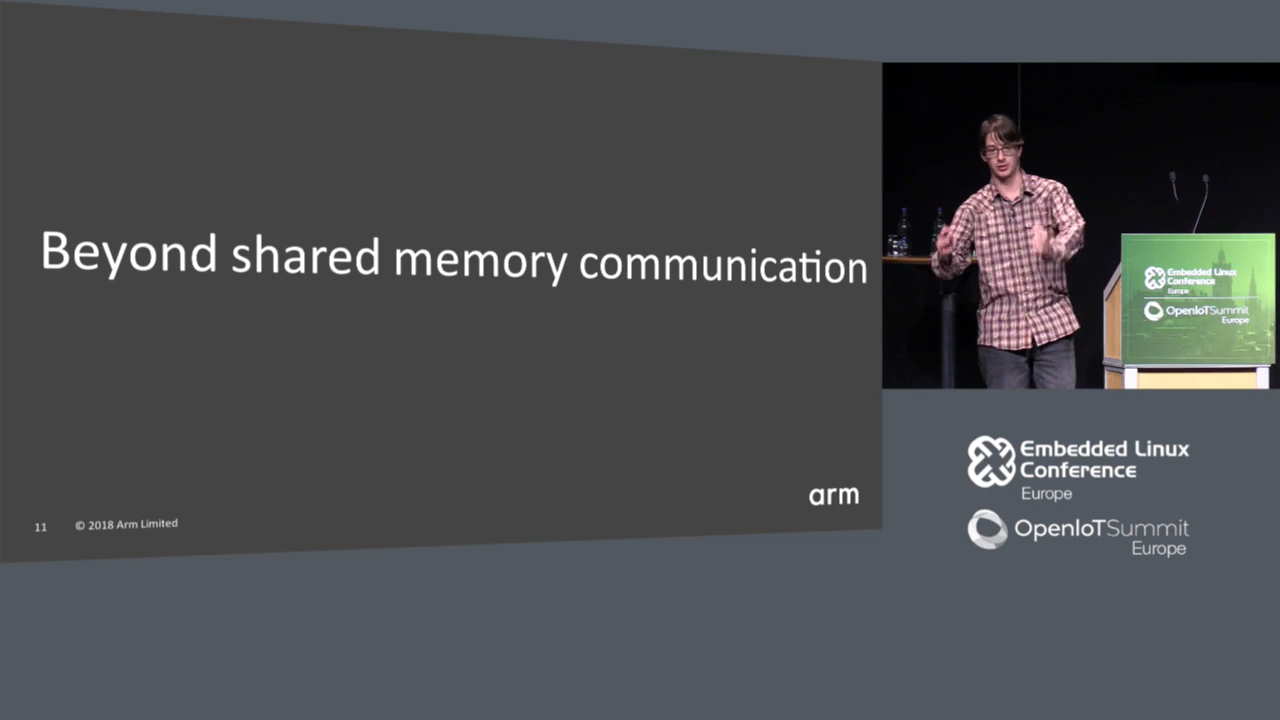 Beyond shared memory communication
arm
11 © 2018 Arm Limited
Embedded Linux
Conference
Europe
OpenIoTSummit
Europe
Embedded Linux
Conference
Europe
OpenIoTSummit
Europe